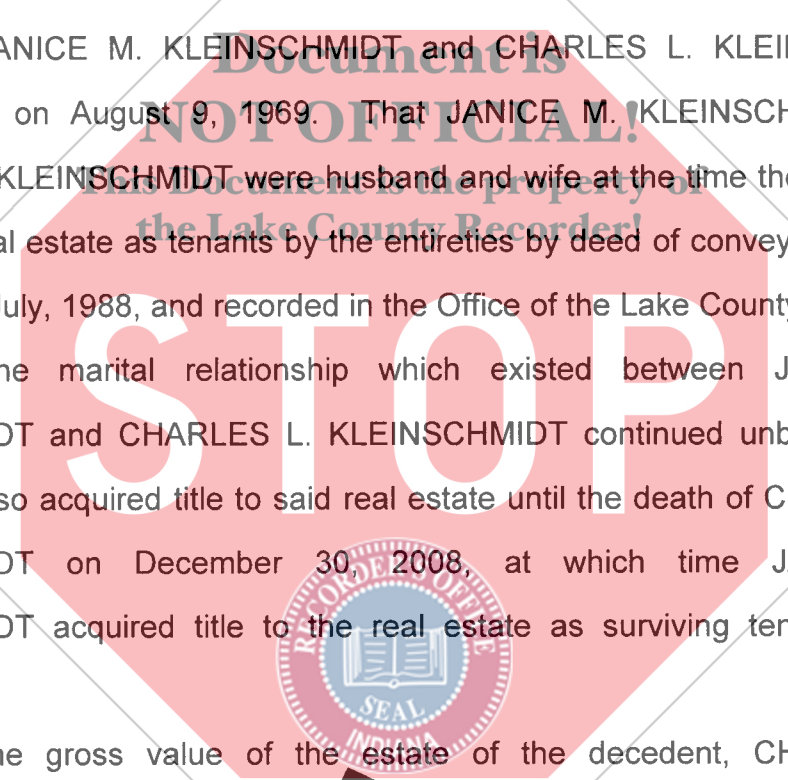 ANICE M. KLEINSCHMIDT and CHARLES L. KLEI
Document is
on August 9, 1969. That JANICE M. KLEINSCH
NOT OFFICIAL!
KLEINSCHMIDT were husband and wife at the time the
This Document is the property of
al estate as tenants by the entireties by deed of convey
the Lake County Recorder!
July, 1988, and recorded in the Office of the Lake County
STOP
he marital relationship which existed between J
DT and CHARLES L. KLEINSCHMIDT continued unb
so acquired title to said real estate until the death of C
DT on December 30, 2008, at which time JA
DT acquired title to the real estate as surviving ten
RECORDER'S OFFICE
SEAL
INDIANA
he gross value of the estate of the decedent, CH